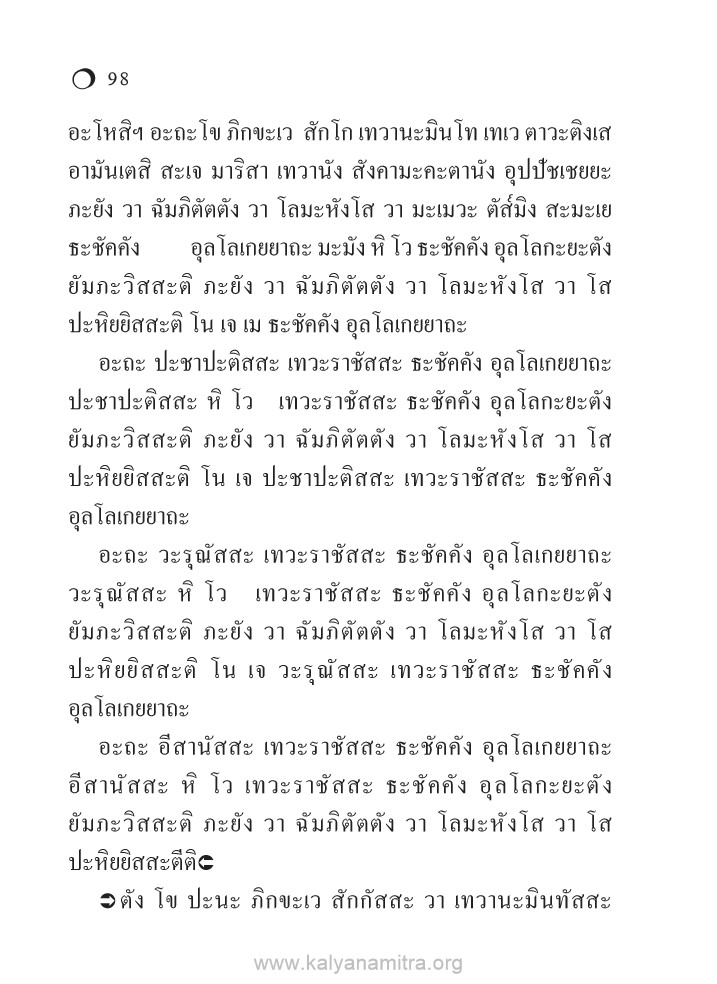 98
อะโหสิฯ อะถะโข ภิกขะเว สักโก เทวานะมินโท เทเว ตาวะติงเส
อามันเตสิ สะเจ มาริสา เทวานัง สังคามะคะตานัง อุปปัชเชยยะ
ภะยัง วา ฉัมภิตัตตัง วา โลมะหังโส วา มะเมวะ ตัส์มิง สะมะเย
ธะชัคคัง อุลโลเกยยาถะ มะมัง หิ โว ธะชัคคัง อุลโลกะยะตัง
ยัมภะวิสสะติ ภะยัง วา ฉัมภิตัตตัง วา โลมะหังโส วา โส
ปะหิยยิสสะติ โน เจ เม ธะชัคคัง อุลโลเกยยาถะ
อะถะ ปะชาปะติสสะ เทวะราชัสสะ ธะชัคคัง อุลโลเกยยาถะ
ปะชาปะติสสะ หิ โว เทวะราชัสสะ ธะชัคคัง อุลโลกะยะตัง
ยัมภะวิสสะติ ภะยัง วา ฉัมภิตัตตัง วา โลมะหังโส วา โส
ปะหิยยิสสะติ โน เจ ปะชาปะติสสะ เทวะราชัสสะ ธะชัคคัง
อุลโลเกยยาถะ
อะถะ วะรุณัสสะ เทวะราชัสสะ ธะชัคคัง อุลโลเกยยาถะ
วะรุณัสสะ หิ โว เทวะราชัสสะ ธะชัคคัง อุลโลกะยะตัง
ยัมภะวิสสะติ ภะยัง วา ฉัมภิตัตตัง วา โลมะหังโส วา โส
ปะหิยยิสสะติ โน เจ วะรุณัสสะ เทวะราชัสสะ ธะชัคคัง
อุลโลเกยยาถะ
อะถะ อีสานัสสะ เทวะราชัสสะ ธะชัคคัง อุลโลเกยยาถะ
อีสานัสสะ หิ โว เทวะราชัสสะ ธะชัคคัง อุลโลกะยะตัง
ยัมภะวิสสะติ ภะยัง วา ฉัมภิตัตตัง วา โลมะหังโส วา โส
ปะหิยยิสสะตีติ➲
➲ตัง โข ปะนะ ภิกขะเว สักกัสสะ วา เทวานะมินทัสสะ
www.kalyanamitra.org